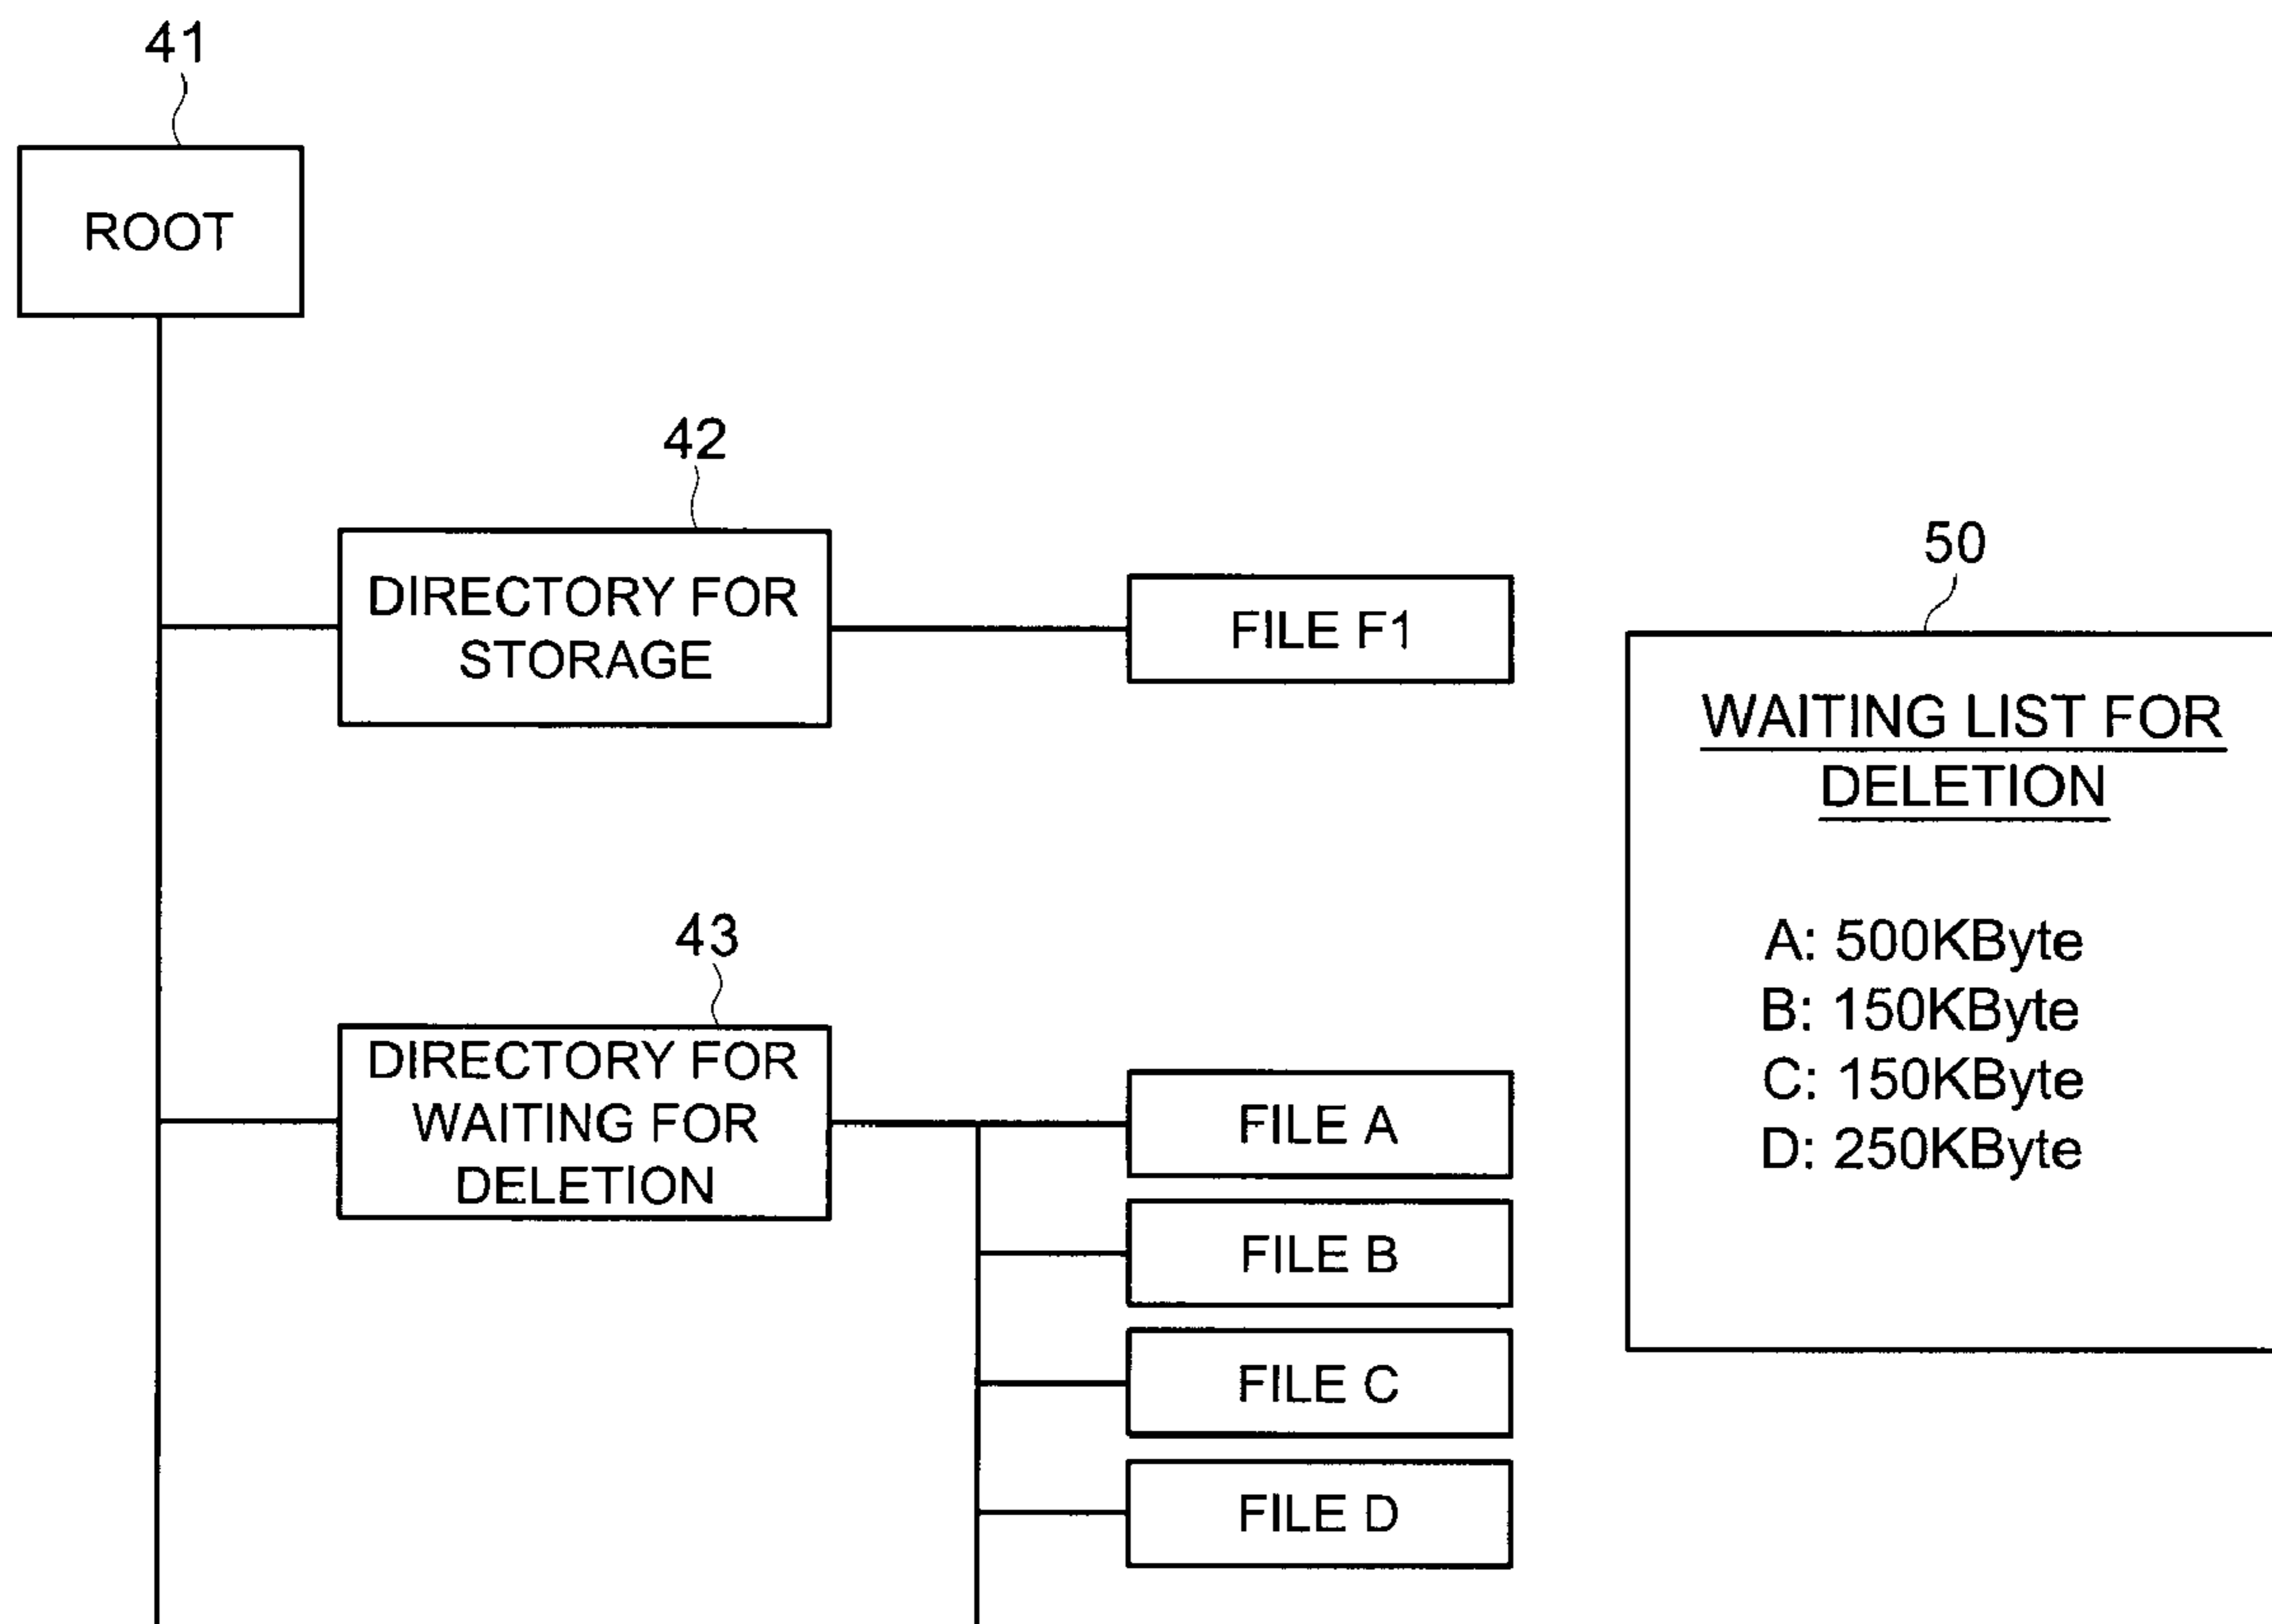 41
ROOT
42
DIRECTORY FOR
STORAGE
FILE F1
50
WAITING LIST FOR
DELETION
A: 500KByte
B: 150KByte
C: 150KByte
D: 250KByte
43
DIRECTORY FOR
WAITING FOR
DELETION
FILE A
FILE B
FILE C
FILE D